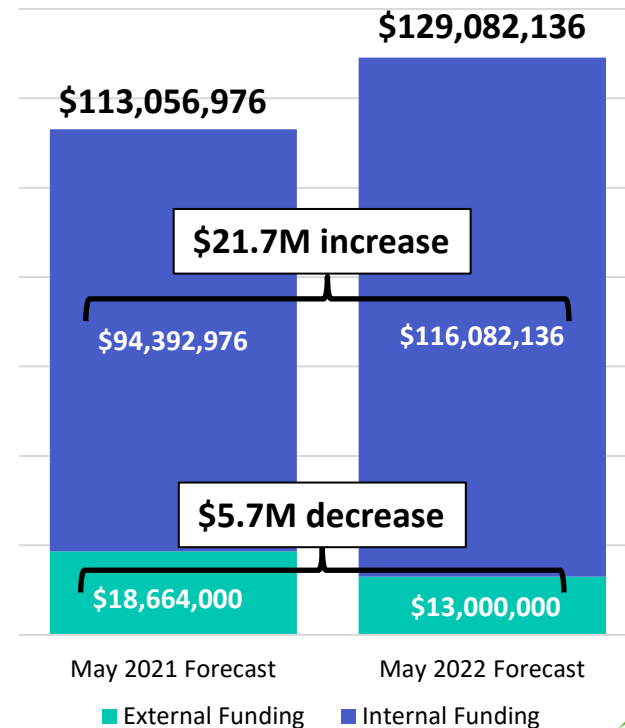 $129,082,136
$113,056,976
$21.7M increase
$94,392,976
$116,082,136
$5.7M decrease
$18,664,000
$13,000,000
May 2021 Forecast
May 2022 Forecast
External Funding
Internal Funding